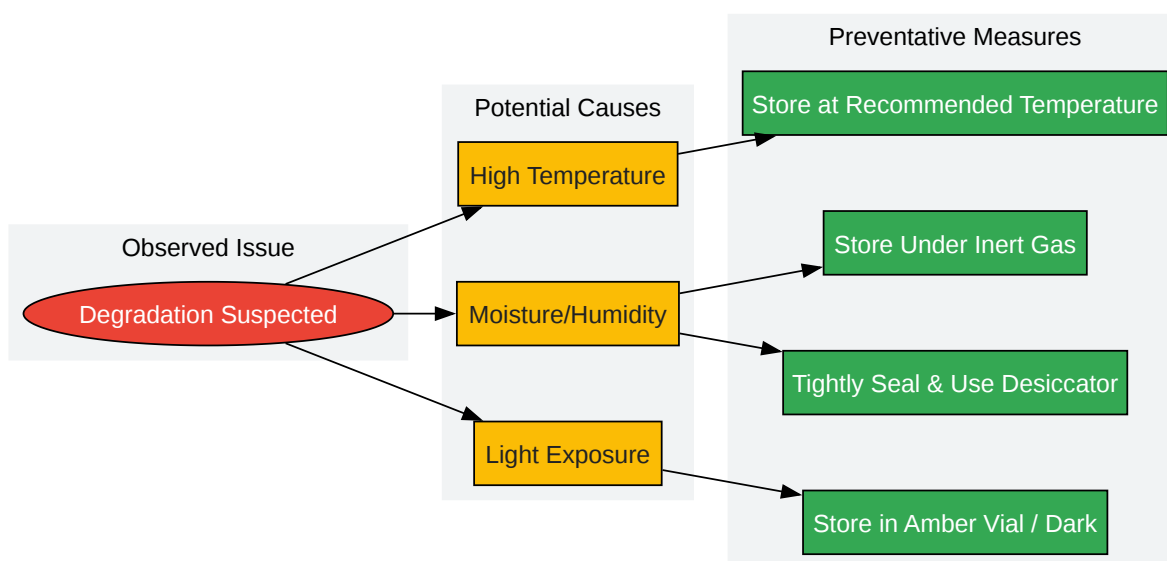 Observed Issue
Degradation Suspected
Potential Causes
High Temperature
Moisture/Humidity
Light Exposure
Preventative Measures
Store at Recommended Temperature
Store Under Inert Gas
Tightly Seal & Use Desiccator
Store in Amber Vial / Dark